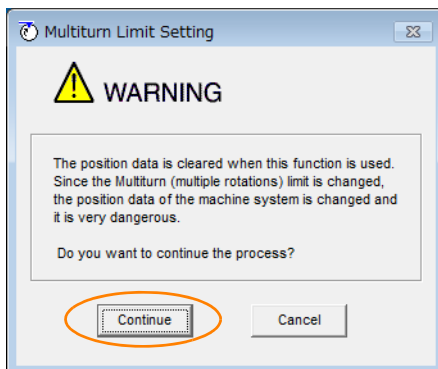 Multiturn Limit Setting
WARNING
The position data is cleared when this function is used.
Since the Multiturn (multiple rotations) limit is changed,
the position data of the machine system is changed and
it is very dangerous.
Do you want to continue the process?
Continue
Cancel